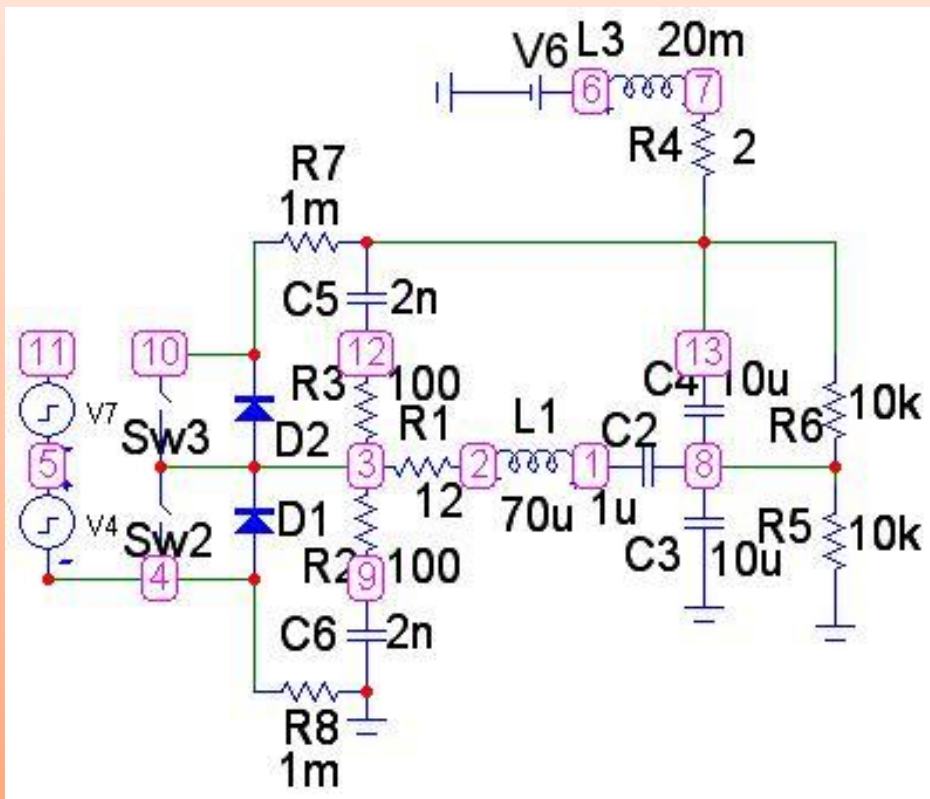 V6 L3 20m
6 7
R4 2
R7
1m
C5 2n
11 10 12 13
R3 100 C4 10u
V7 Sw3 D2 R1 L1 C2 R6 10k
5 3 2 1 8
12 70u 1u
V4 Sw2 D1 R2 100 C3 10u R5 10k
4 9
C6 2n
R8
1m